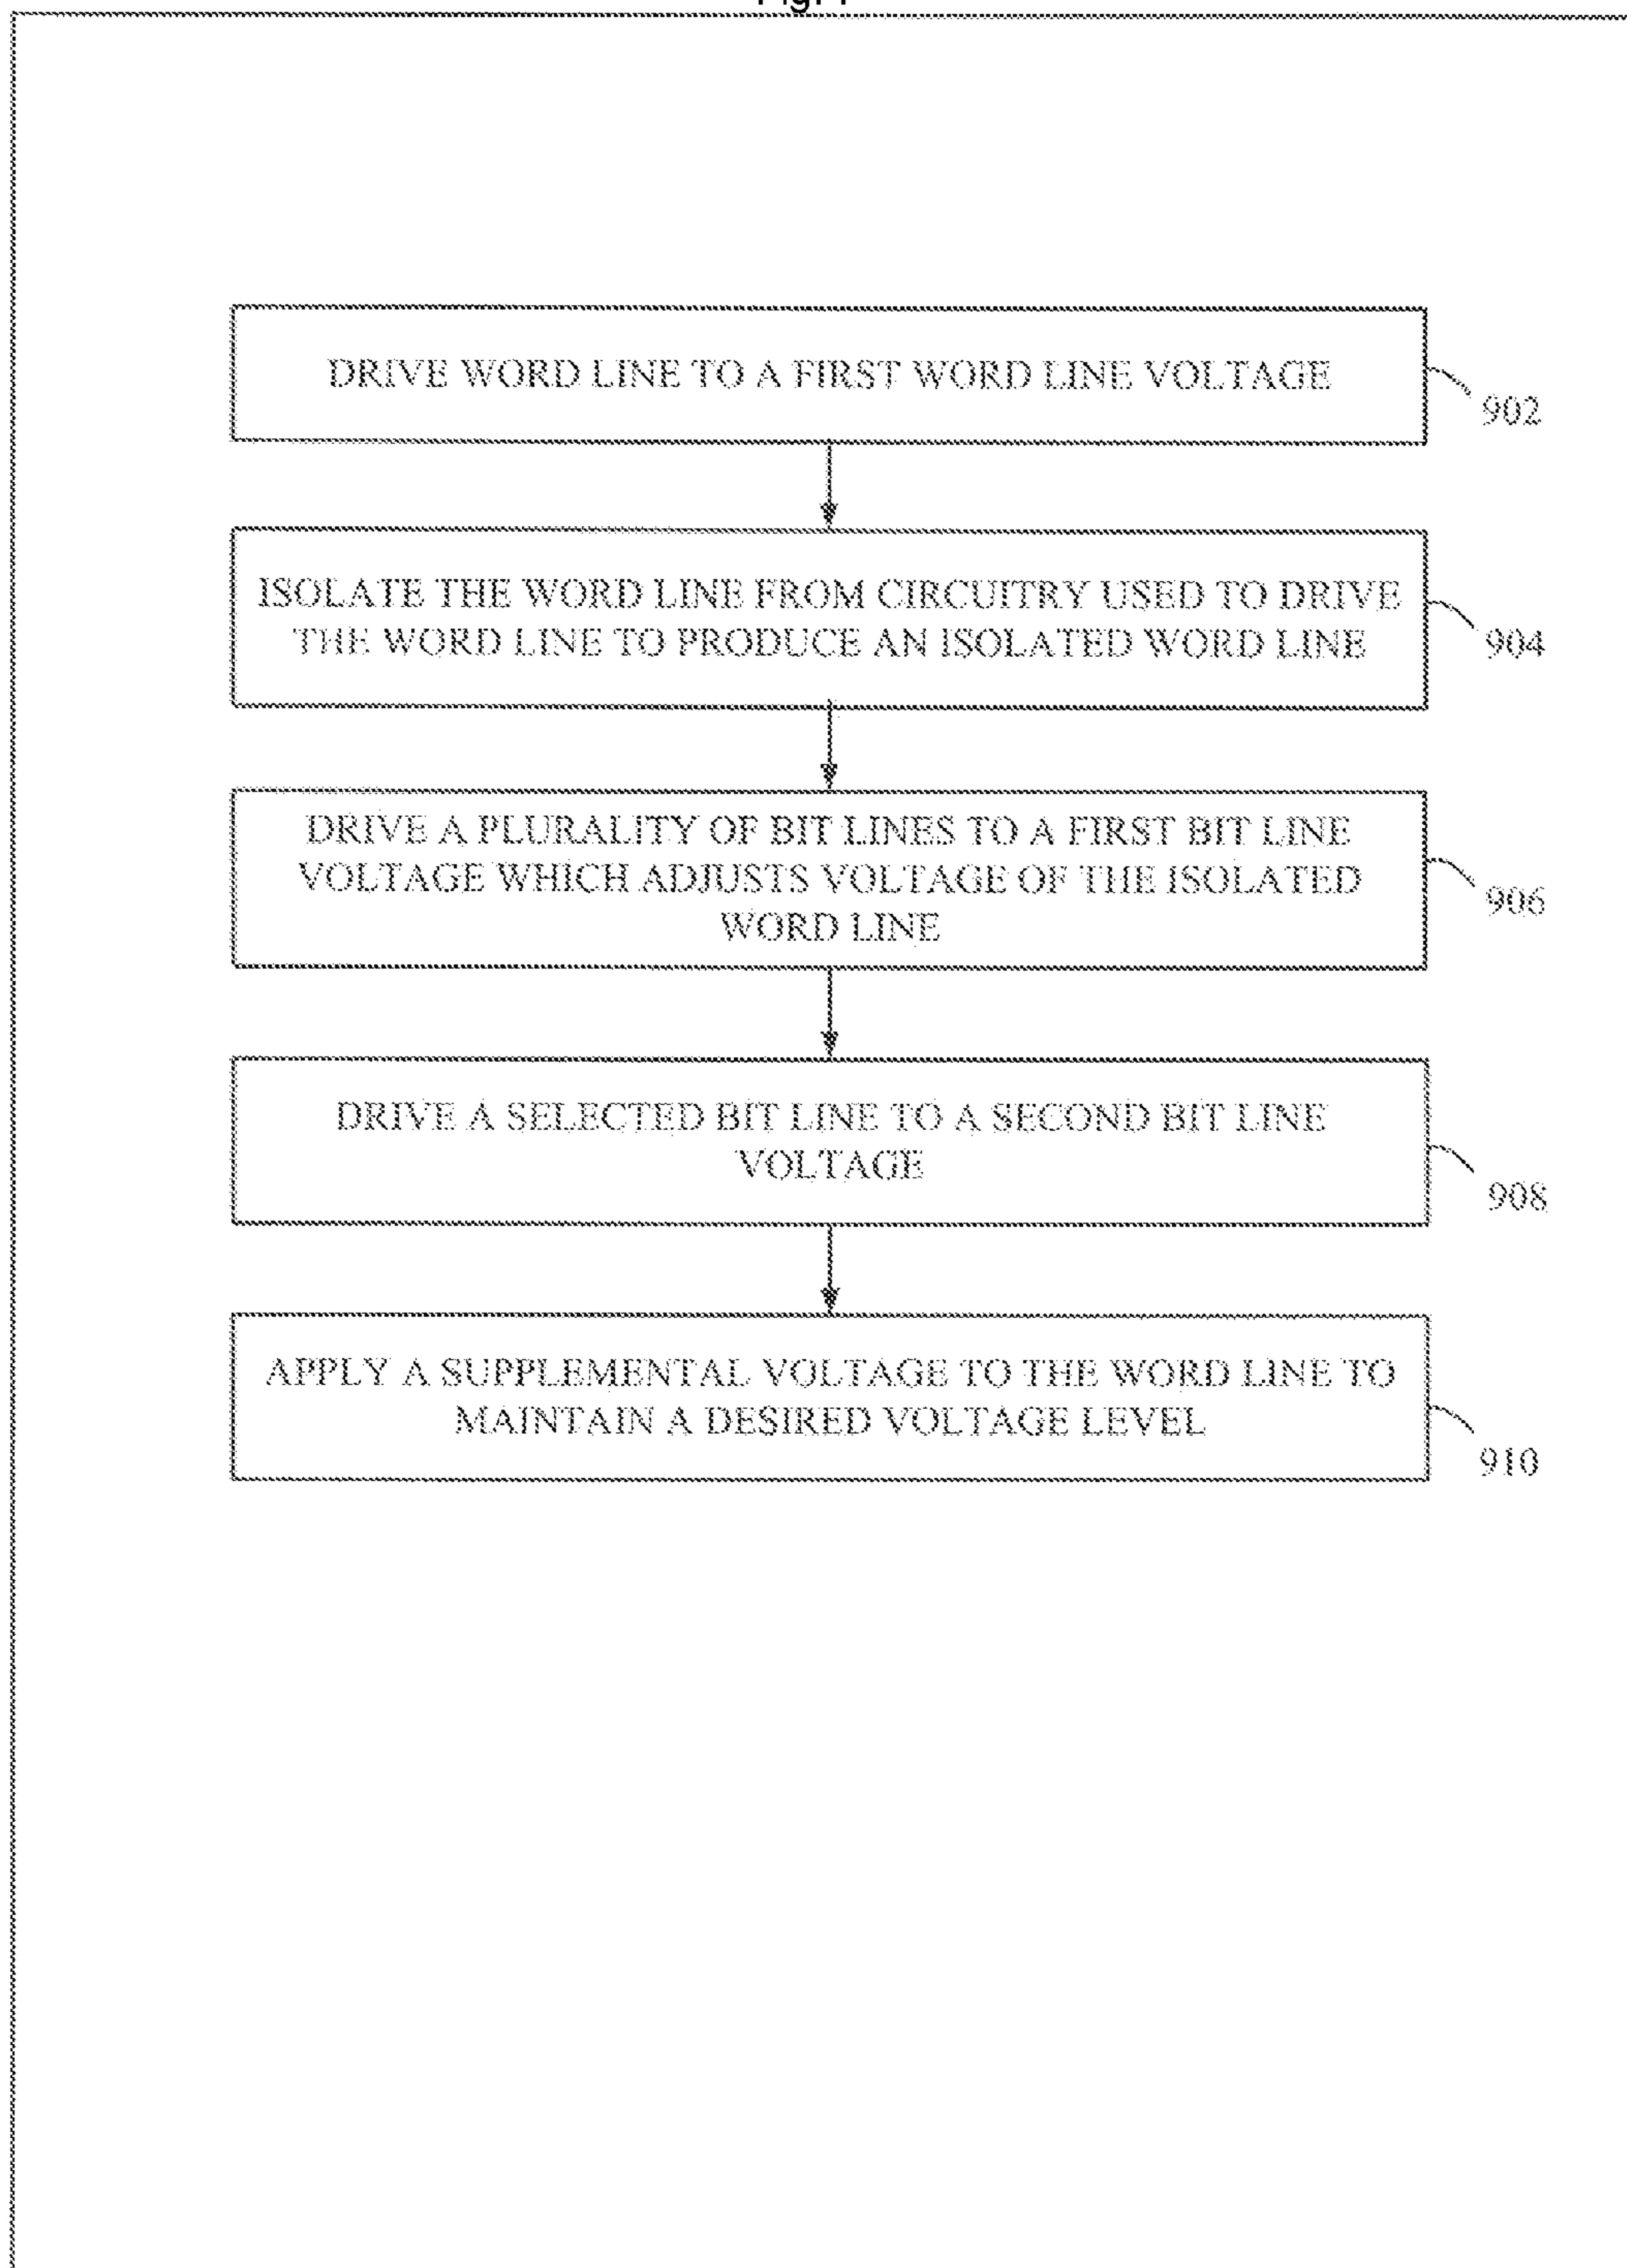 DRIVE WORD LINE TO A FIRST WORD LINE VOLTAGE
902
ISOLATE THE WORD LINE FROM CIRCUITRY USED TO DRIVE
THE WORD LINE TO PRODUCE AN ISOLATED WORD LINE
904
DRIVE A PLURALITY OF BIT LINES TO A FIRST BIT LINE
VOLTAGE WHICH ADJUSTS VOLTAGE OF THE ISOLATED
WORD LINE
906
DRIVE A SELECTED BIT LINE TO A SECOND BIT LINE
VOLTAGE
908
APPLY A SUPPLEMENTAL VOLTAGE TO THE WORD LINE TO
MAINTAIN A DESIRED VOLTAGE LEVEL
910